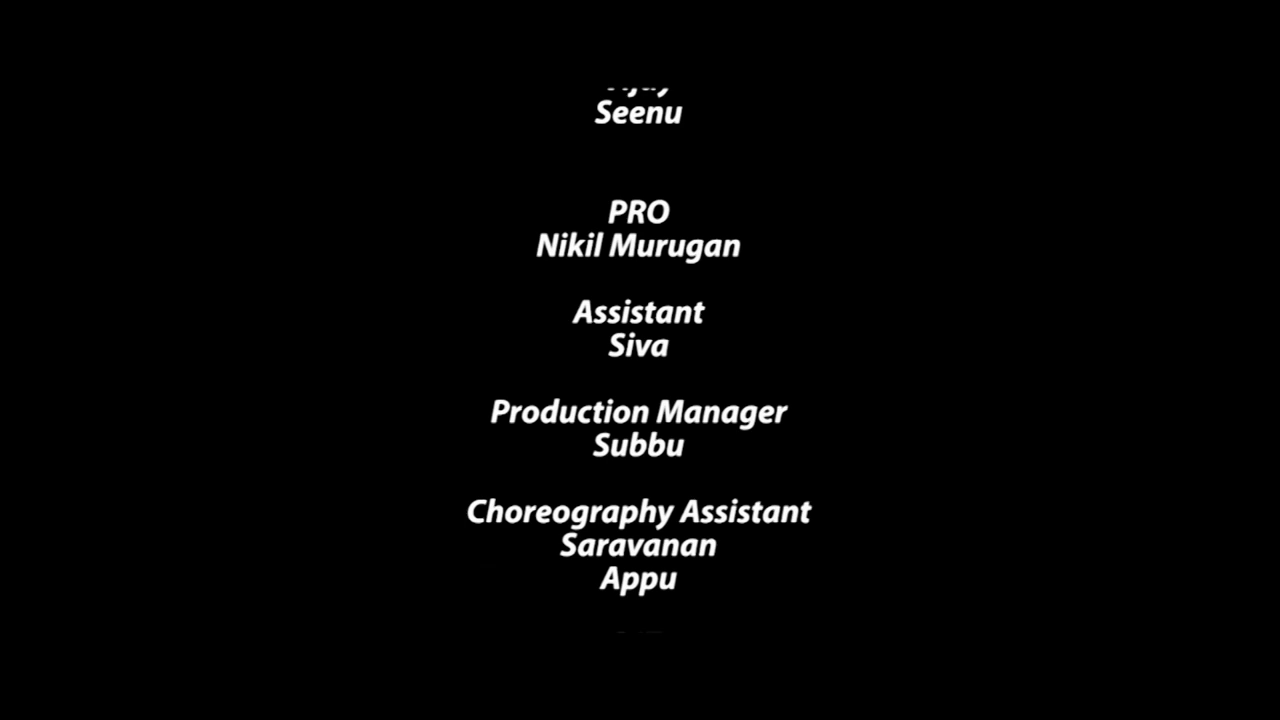 Seenu
PRO
Nikil Murugan
Assistant
Siva
Production Manager
Subbu
Choreography Assistant
Saravanan
Appu